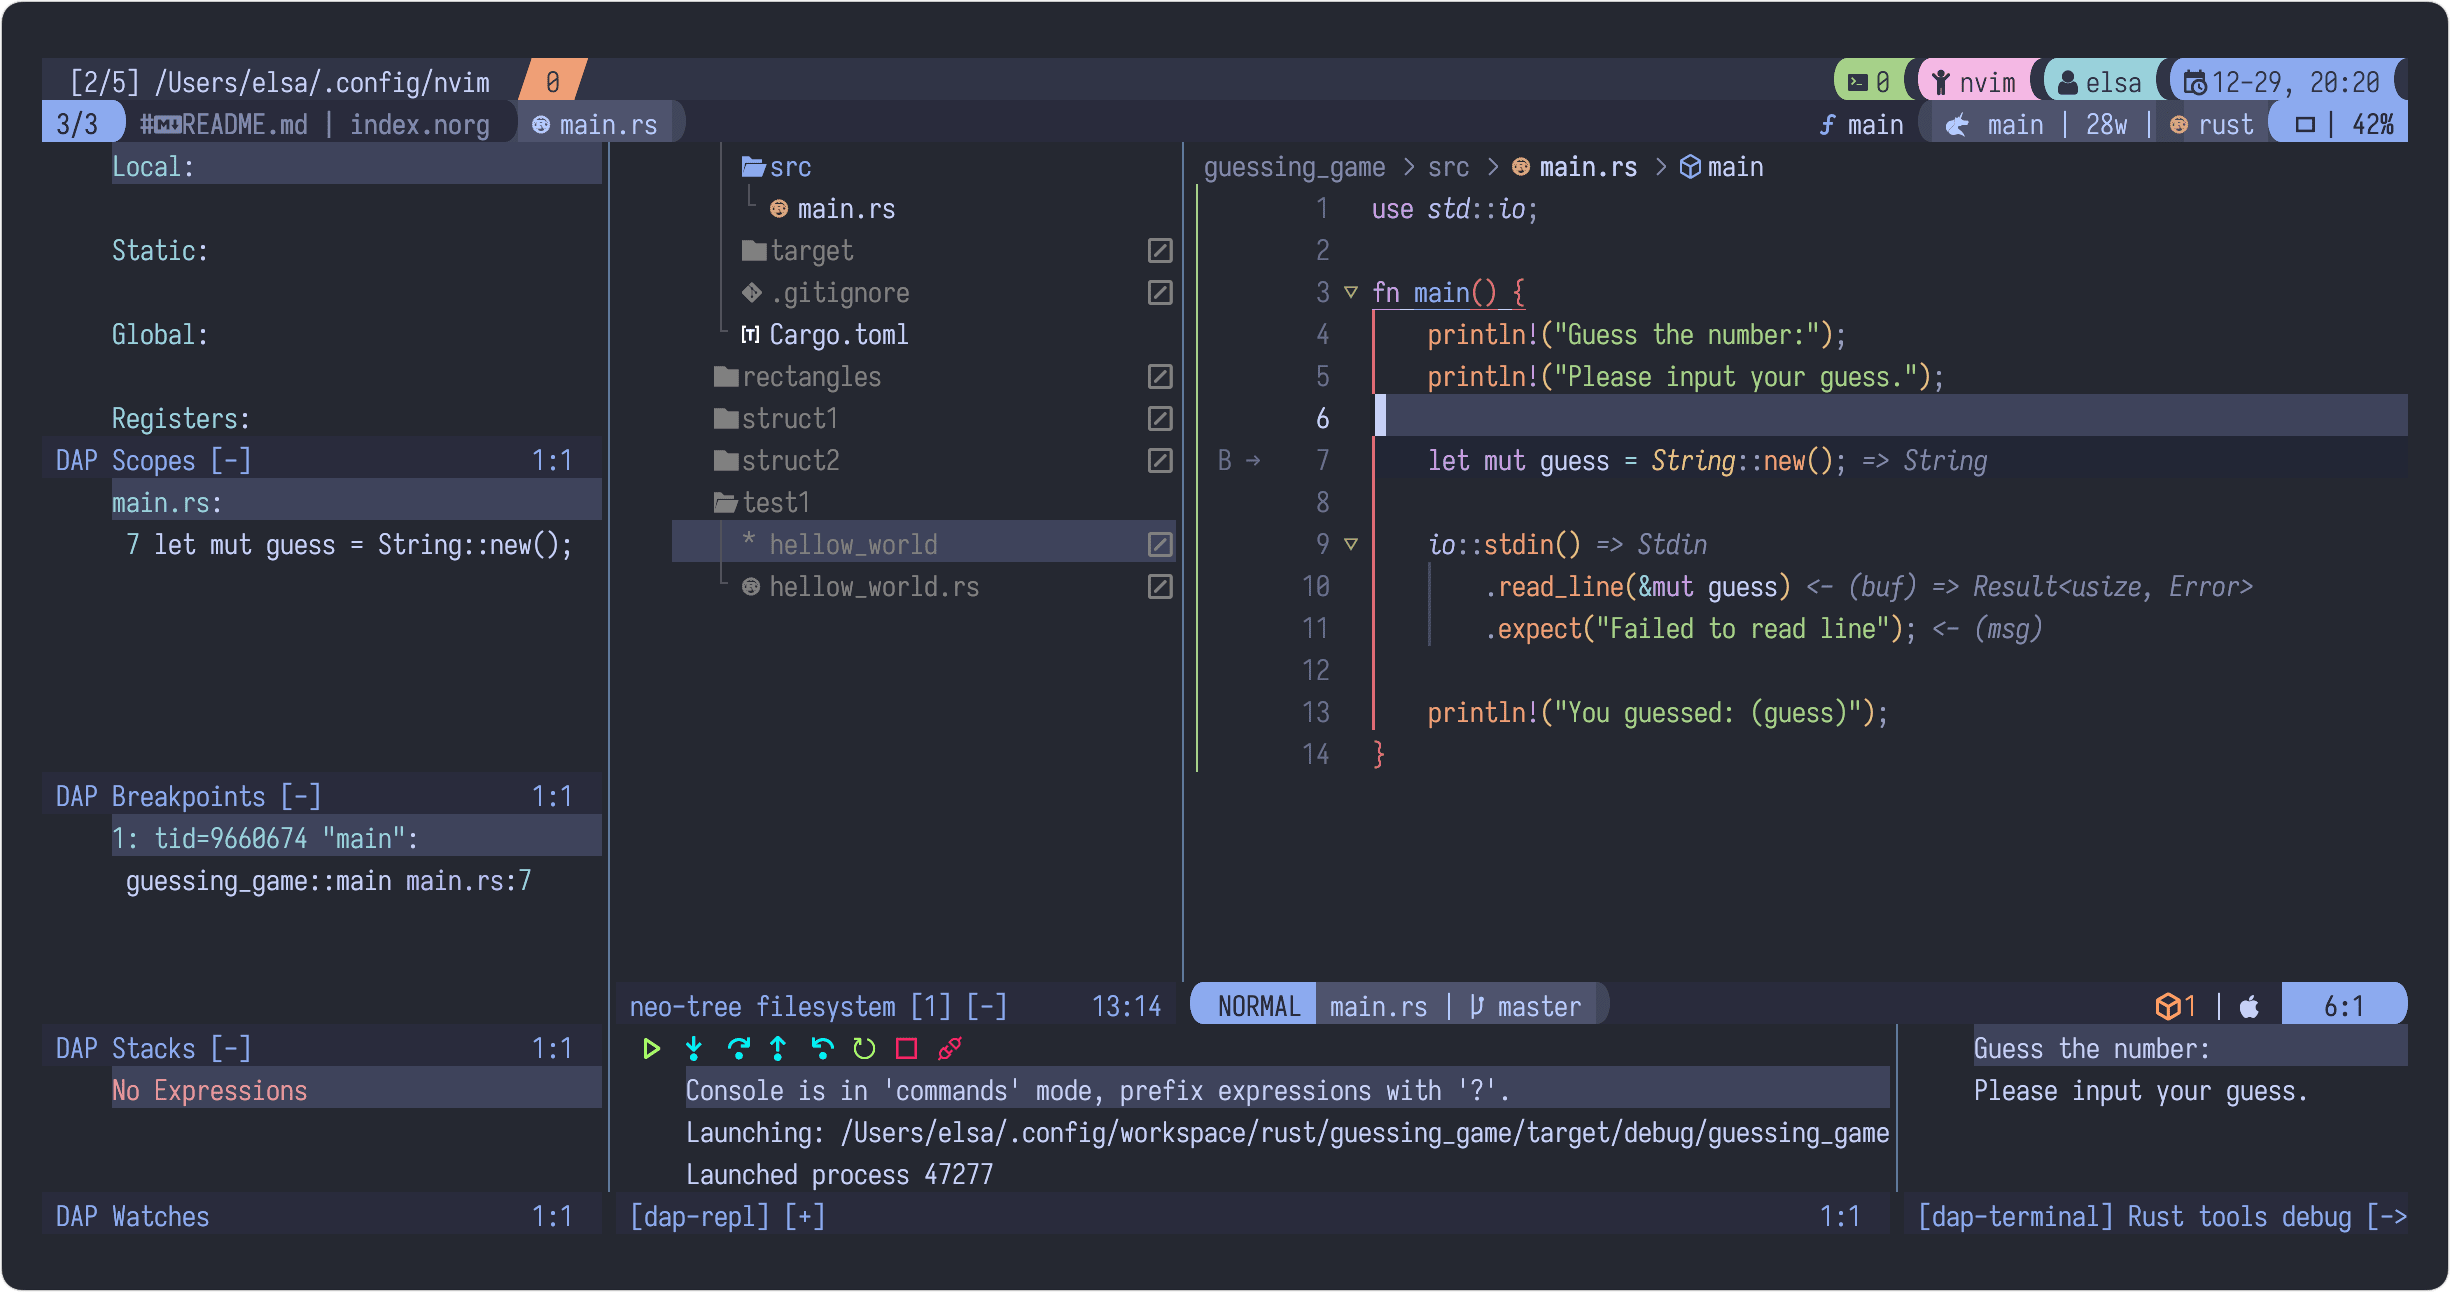 [2/5] /Users/elsa/.config/nvim 0 0 nvim elsa 12-29, 20:20
3/3 #README.md | index.norg main.rs f main main | 28w | rust | 42%
Local:
Static:
Global:
Registers:
DAP Scopes [-] 1:1
main.rs:
7 let mut guess = String::new();
DAP Breakpoints [-] 1:1
1: tid=9660674 "main":
guessing_game::main main.rs:7
DAP Stacks [-] 1:1
No Expressions
DAP Watches 1:1
src
main.rs
target
.gitignore
[T] Cargo.toml
rectangles
struct1
struct2
test1
* hellow_world
hellow_world.rs
neo-tree filesystem [1] [-] 13:14
guessing_game > src > main.rs > main
1 use std::io;
2
3 fn main() {
4 println!("Guess the number:");
5 println!("Please input your guess.");
6
B → 7 let mut guess = String::new(); => String
8
9 io::stdin() => Stdin
10 .read_line(&mut guess) <- (buf) => Result<usize, Error>
11 .expect("Failed to read line"); <- (msg)
12
13 println!("You guessed: (guess)");
14 }
NORMAL main.rs | master 1 | 6:1
Console is in 'commands' mode, prefix expressions with '?'.
Launching: /Users/elsa/.config/workspace/rust/guessing_game/target/debug/guessing_game
Launched process 47277
[dap-repl] [+] 1:1
Guess the number:
Please input your guess.
[dap-terminal] Rust tools debug [->